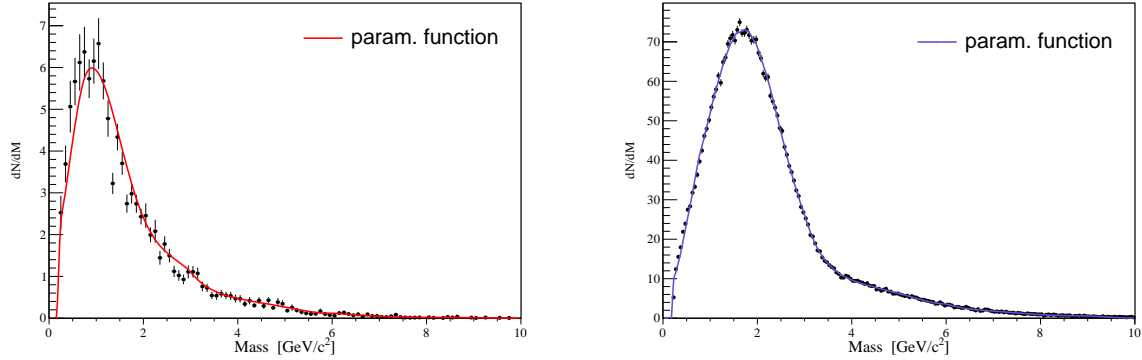 param. function
dN/dM
7
6
5
4
3
2
1
0
0 2 4 6 8 10
Mass [GeV/c²]
param. function
dN/dM
70
60
50
40
30
20
10
0
0 2 4 6 8 10
Mass [GeV/c²]